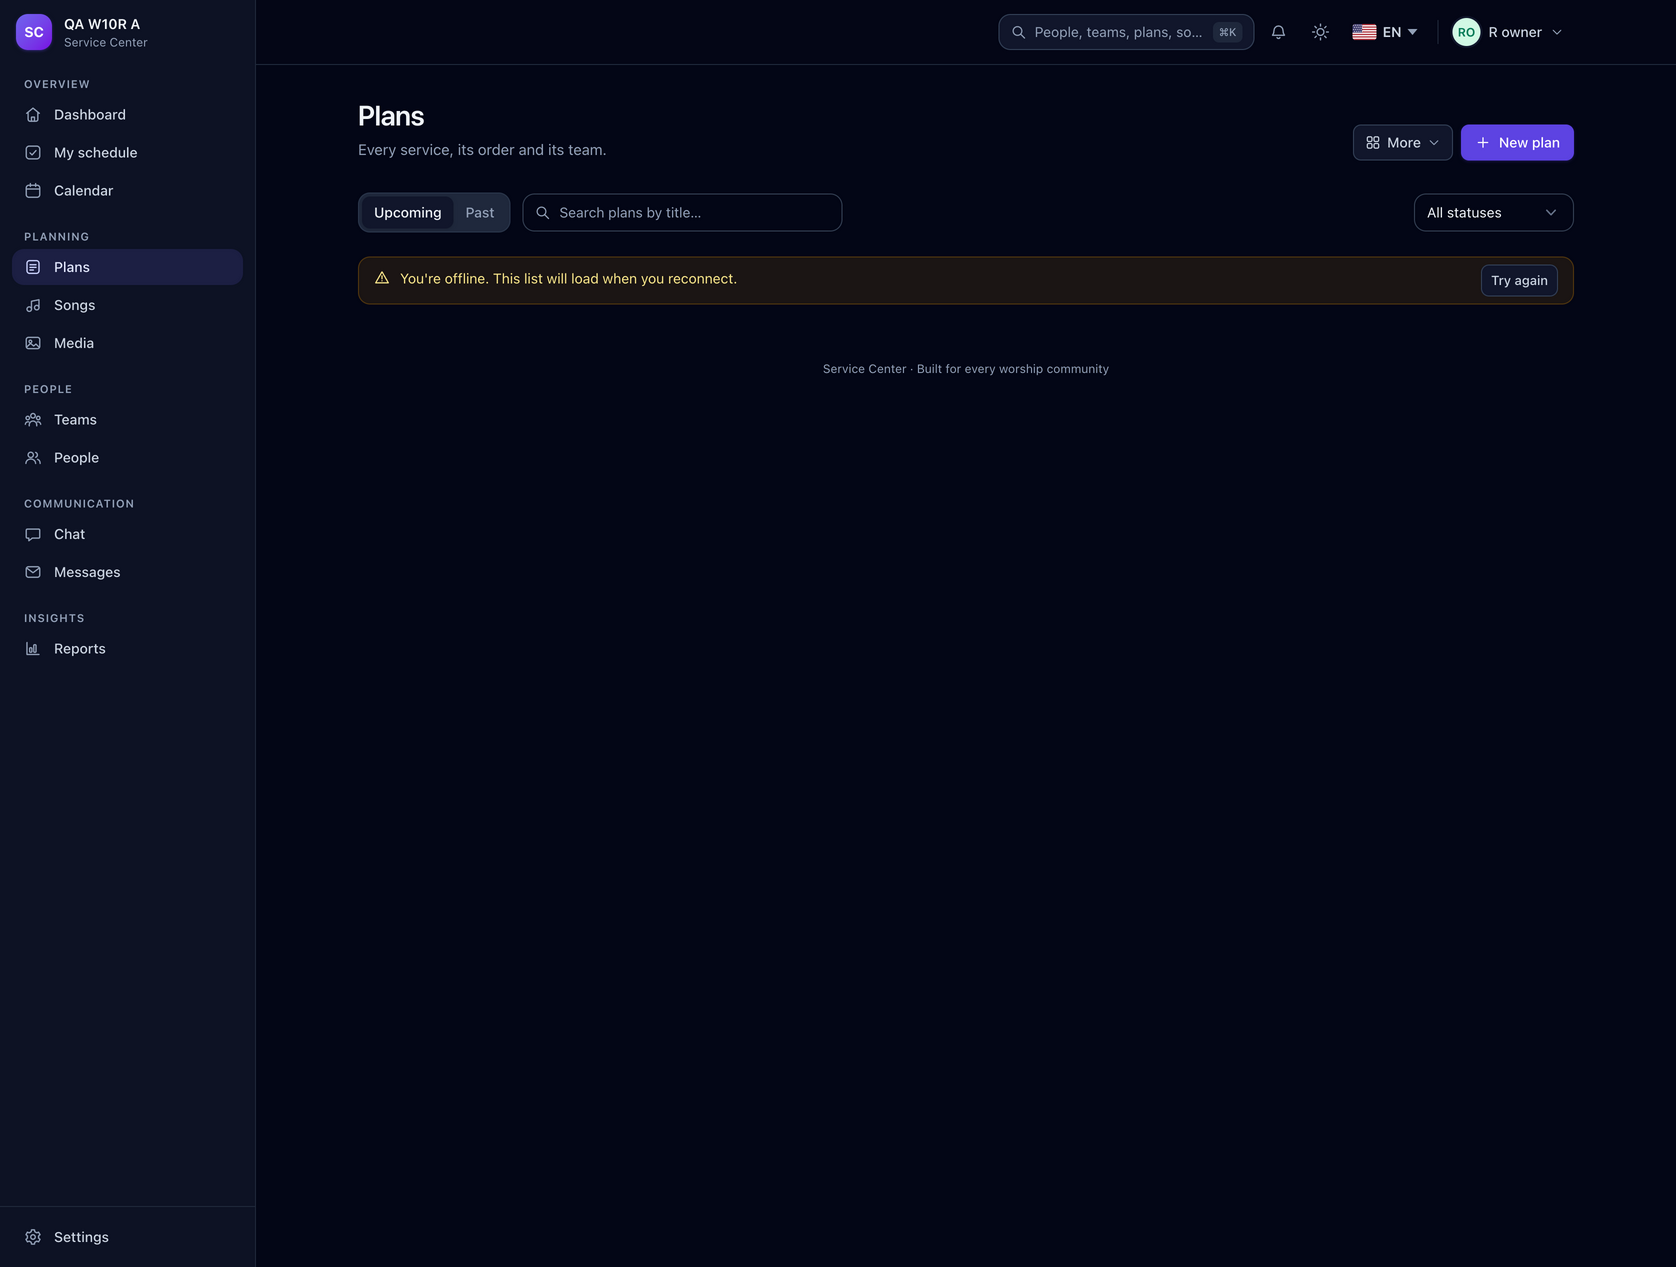 SC
QA W10R A
Service Center
People, teams, plans, so...
⌘K
EN
RO
R owner
OVERVIEW
Dashboard
My schedule
Calendar
PLANNING
Plans
Songs
Media
PEOPLE
Teams
People
COMMUNICATION
Chat
Messages
INSIGHTS
Reports
Settings
Plans
Every service, its order and its team.
More
New plan
Upcoming
Past
Search plans by title...
All statuses
You're offline. This list will load when you reconnect.
Try again
Service Center · Built for every worship community